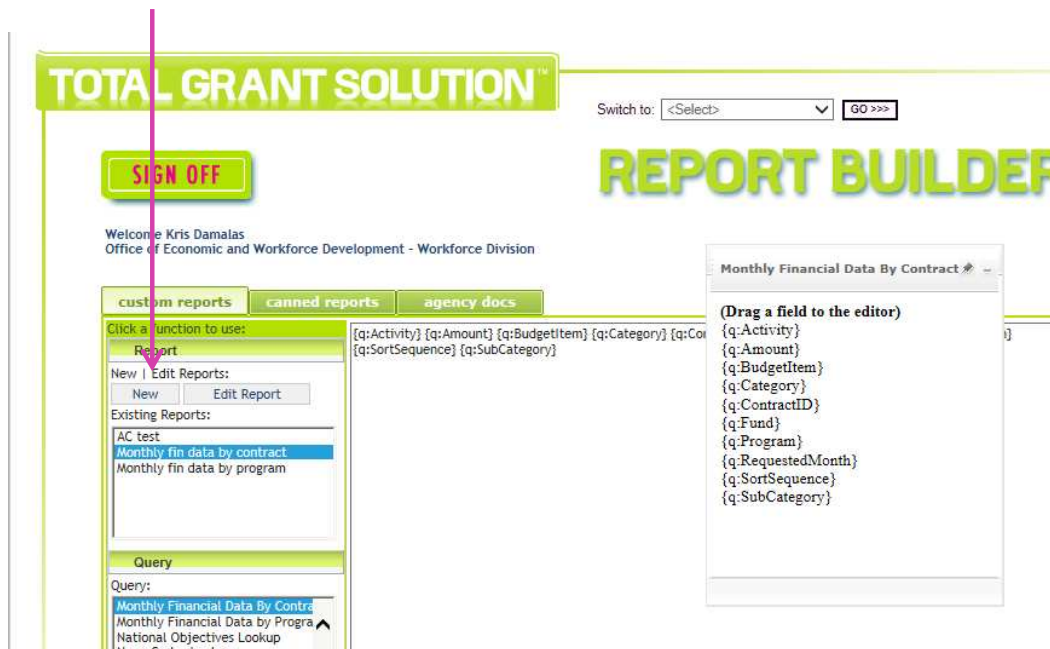 TOTAL GRANT SOLUTION™
Switch to: <Select> GO >>>
SIGN OFF
REPORT BUILDER
Welcome Kris Damalas
Office of Economic and Workforce Development - Workforce Division
custom reports canned reports agency docs
Click a function to use:
Report
New | Edit Reports:
New Edit Report
Existing Reports:
AC test
Monthly fin data by contract
Monthly fin data by program
Query
Query:
Monthly Financial Data By Contra
Monthly Financial Data by Progra
National Objectives Lookup
{q:Activity} {q:Amount} {q:BudgetItem} {q:Category} {q:Co
{q:SortSequence} {q:SubCategory}
Monthly Financial Data By Contract
(Drag a field to the editor)
{q:Activity}
{q:Amount}
{q:BudgetItem}
{q:Category}
{q:ContractID}
{q:Fund}
{q:Program}
{q:RequestedMonth}
{q:SortSequence}
{q:SubCategory}